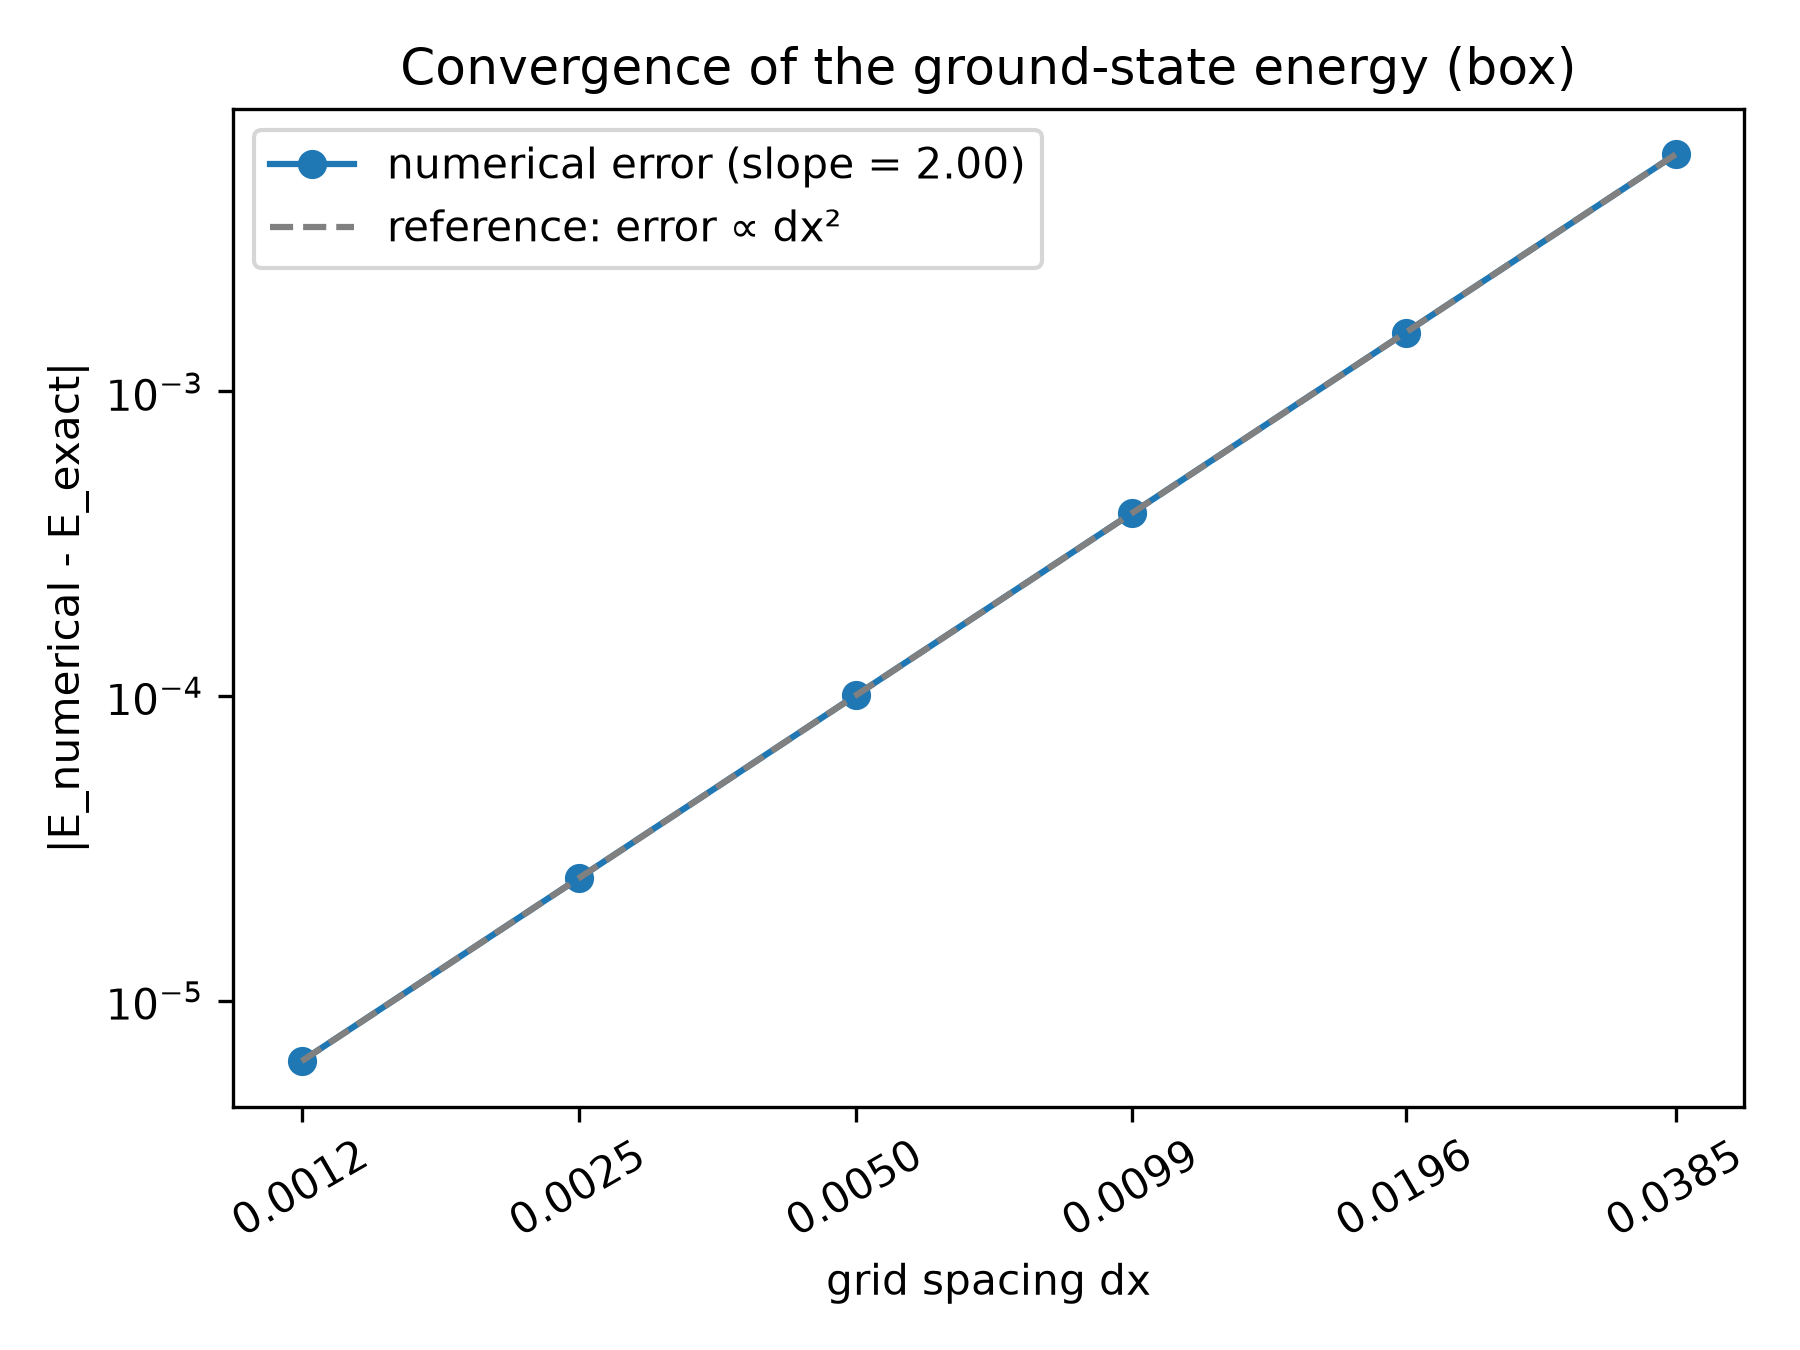 Convergence of the ground-state energy (box)
numerical error (slope = 2.00)
reference: error ∝ dx²
|E_numerical - E_exact|
10⁻³
10⁻⁴
10⁻⁵
0.0012 0.0025 0.0050 0.0099 0.0196 0.0385
grid spacing dx